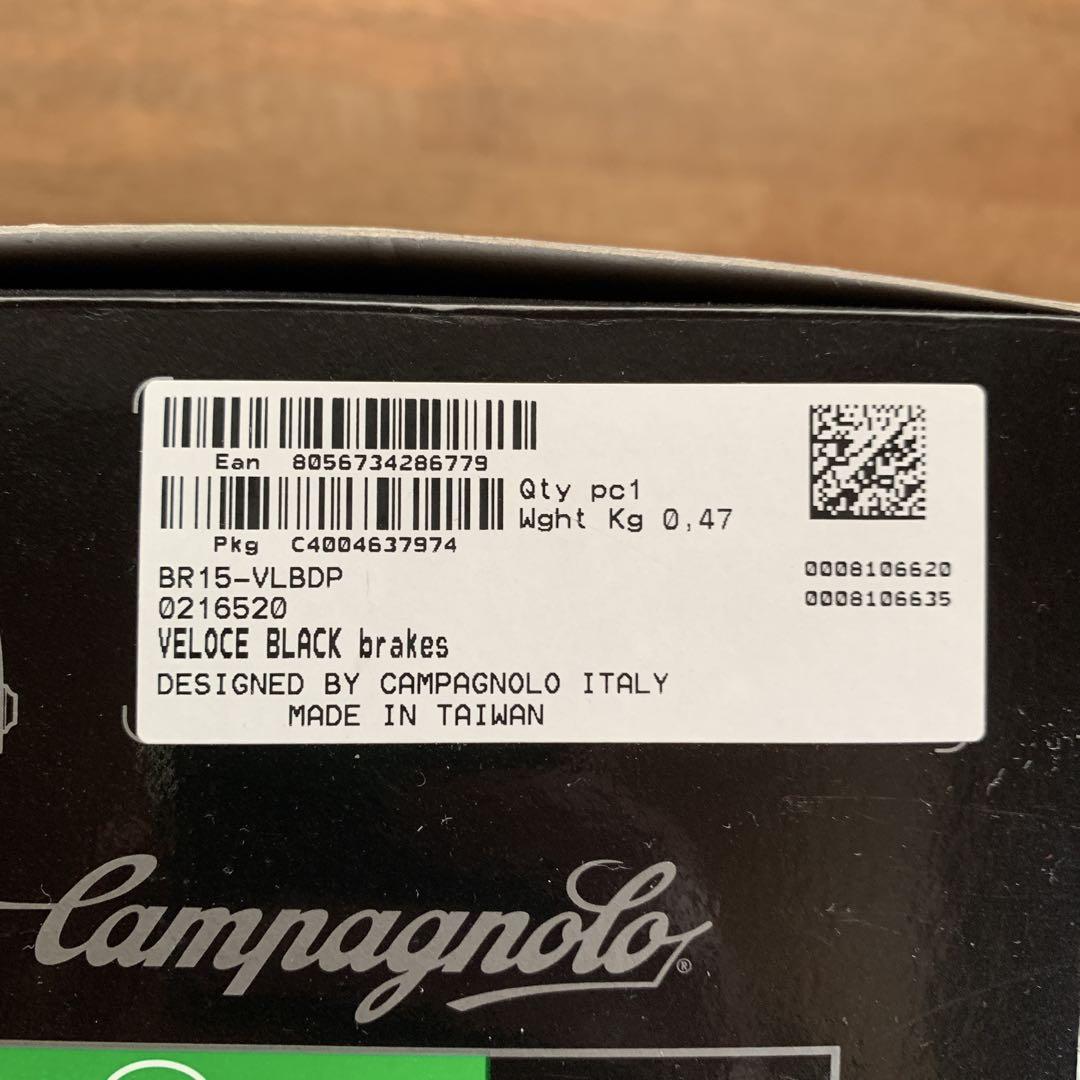 Ean 8056734286779
Pkg C4004637974
Qty pc1
Wght Kg 0,47
BR15-VLBDP
0216520
VELOCE BLACK brakes
DESIGNED BY CAMPAGNOLO ITALY
MADE IN TAIWAN
0008106620
0008106635
Campagnolo®